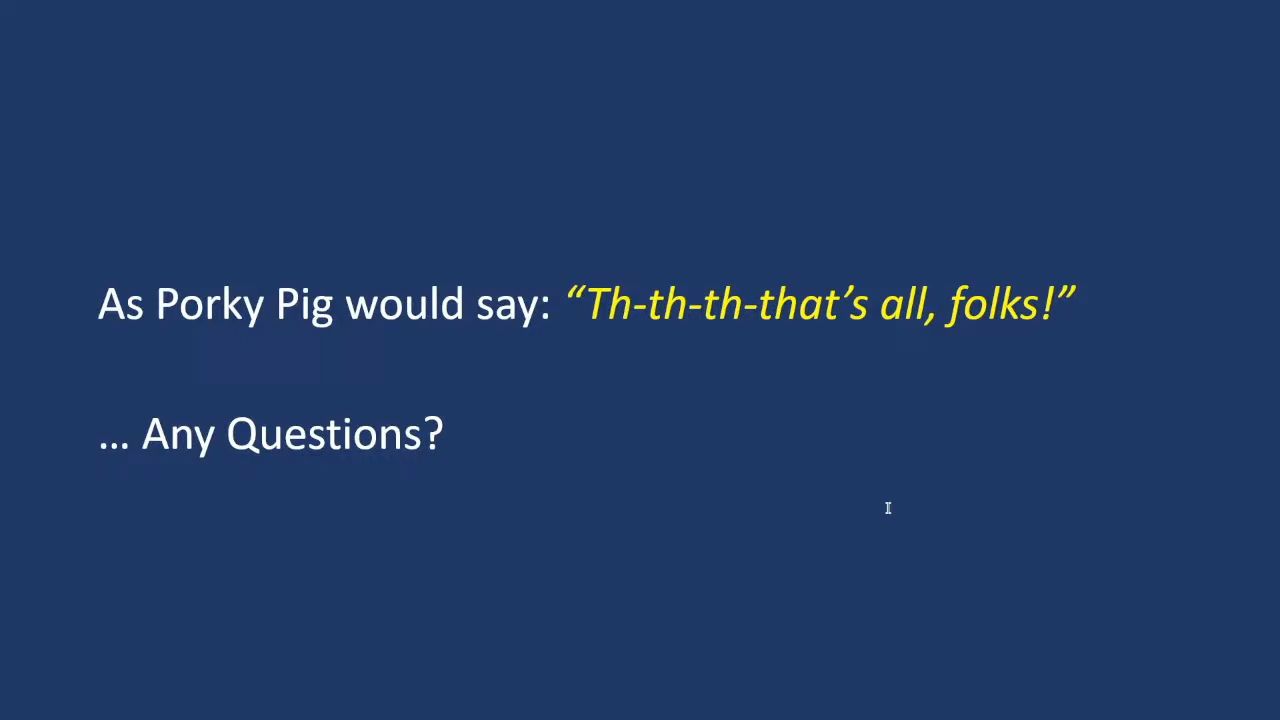 As Porky Pig would say: “Th-th-th-that’s all, folks!”
… Any Questions?